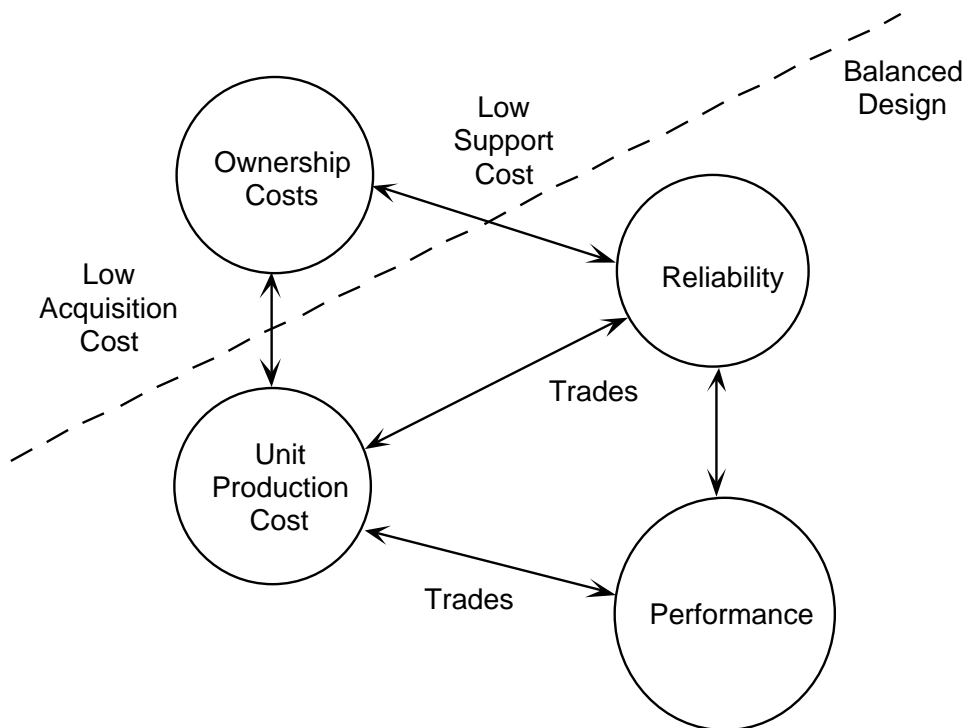 Balanced
Design
Low
Support
Cost
Ownership
Costs
Low
Acquisition
Cost
Reliability
Trades
Unit
Production
Cost
Trades
Performance